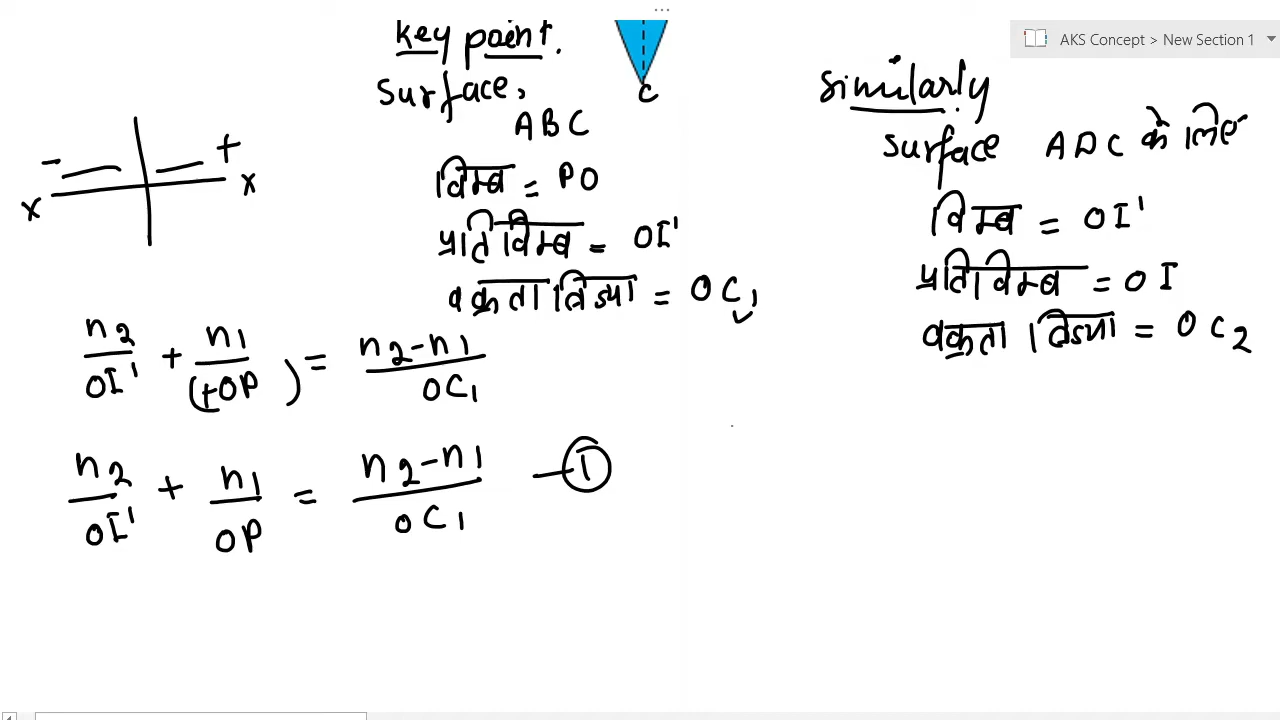 key point.
surface,
ABC
बिम्ब = PO
प्रतिबिम्ब = OI'
वक्रता त्रिज्या = OC₁
- +
x x
C
n₂/OI' + n₁/(+OP) = n₂-n₁/OC₁
n₂/OI' + n₁/OP = n₂-n₁/OC₁ —①
AKS Concept > New Section 1
similarly
surface ADC के लिए
बिम्ब = OI'
प्रतिबिम्ब = OI
वक्रता त्रिज्या = OC₂